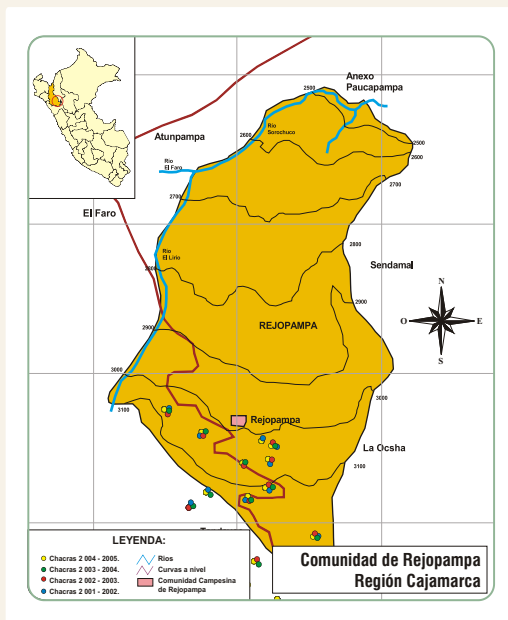 Anexo
Paucapampa
2500
Río
Sorochuco
2600
Atunpampa
2500
2600
Río
El Faro
2700
2700
El Faro
2800
Sendamal
Río
El Lirio
2800
2900
N
REJOPAMPA
O
E
2900
S
3000
3000
3100
Rejopampa
La Ocsha
3100
LEYENDA:
Chacras 2 004 - 2005.
Chacras 2 003 - 2004.
Chacras 2 002 - 2003.
Chacras 2 001 - 2002.
Ríos
Curvas a nivel
Comunidad Campesina
de Rejopampa
Comunidad de Rejopampa
Región Cajamarca